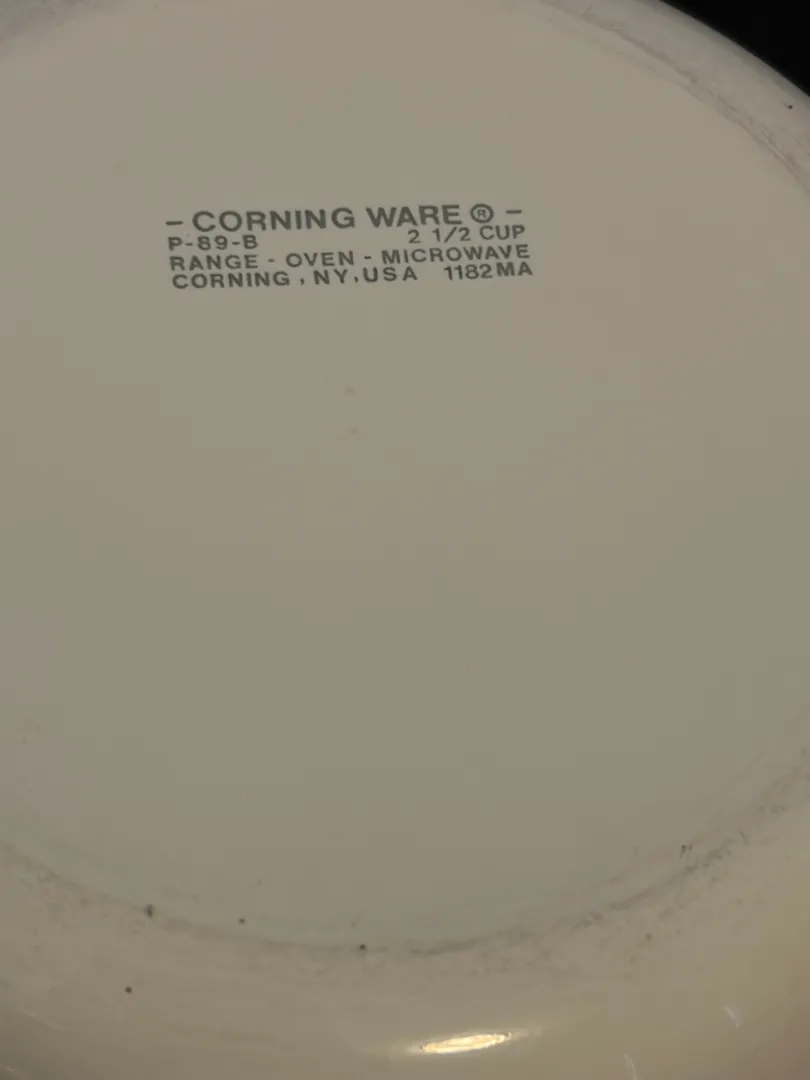 - CORNING WARE ® -
P-89-B 2 1/2 CUP
RANGE - OVEN - MICROWAVE
CORNING, NY, USA 1182MA